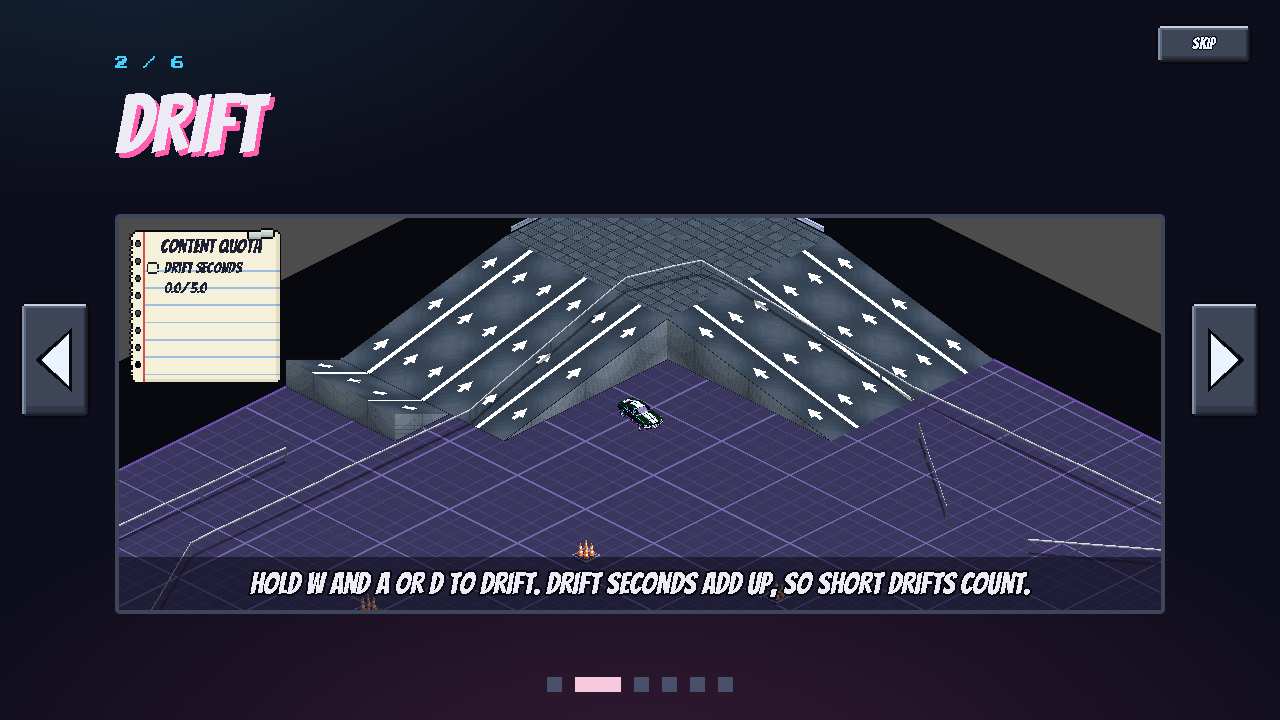 SKIP
2 / 6
DRIFT
CONTENT QUOTA
DRIFT SECONDS
0.0/5.0
HOLD W AND A OR D TO DRIFT. DRIFT SECONDS ADD UP, SO SHORT DRIFTS COUNT.